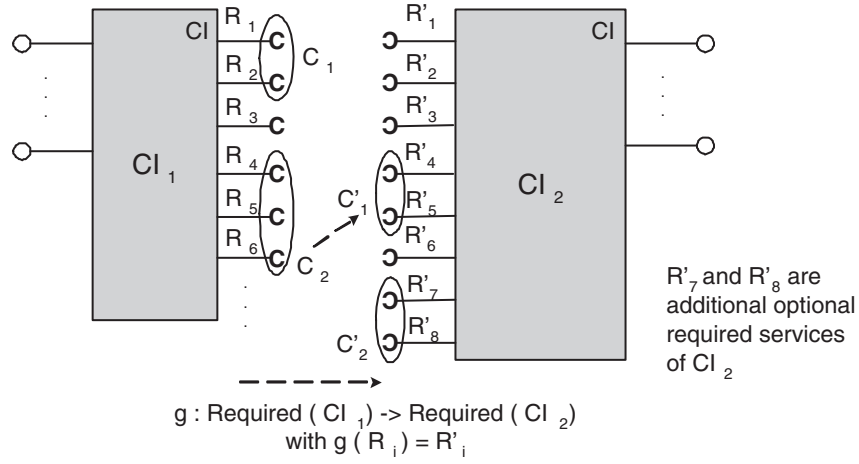 CI
R 1
R 2
R 3
R 4
R 5
R 6
C 1
C 2
CI 1
R' 1
R' 2
R' 3
R' 4
R' 5
R' 6
R' 7
R' 8
C' 1
C' 2
CI
CI 2
R' 7 and R' 8 are
additional optional
required services
of CI 2
g : Required ( CI 1 ) -> Required ( CI 2 )
with g ( R i ) = R' i